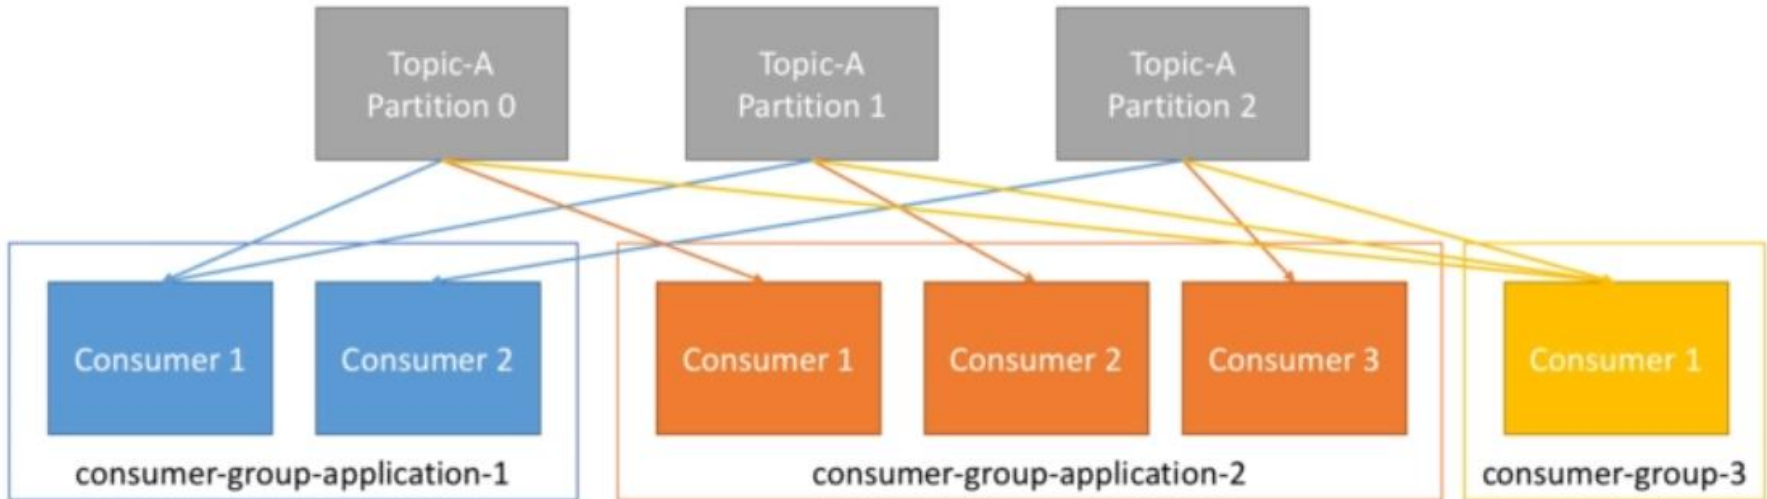 Topic-A
Partition 0
Topic-A
Partition 1
Topic-A
Partition 2
Consumer 1
Consumer 2
consumer-group-application-1
Consumer 1
Consumer 2
Consumer 3
consumer-group-application-2
Consumer 1
consumer-group-3